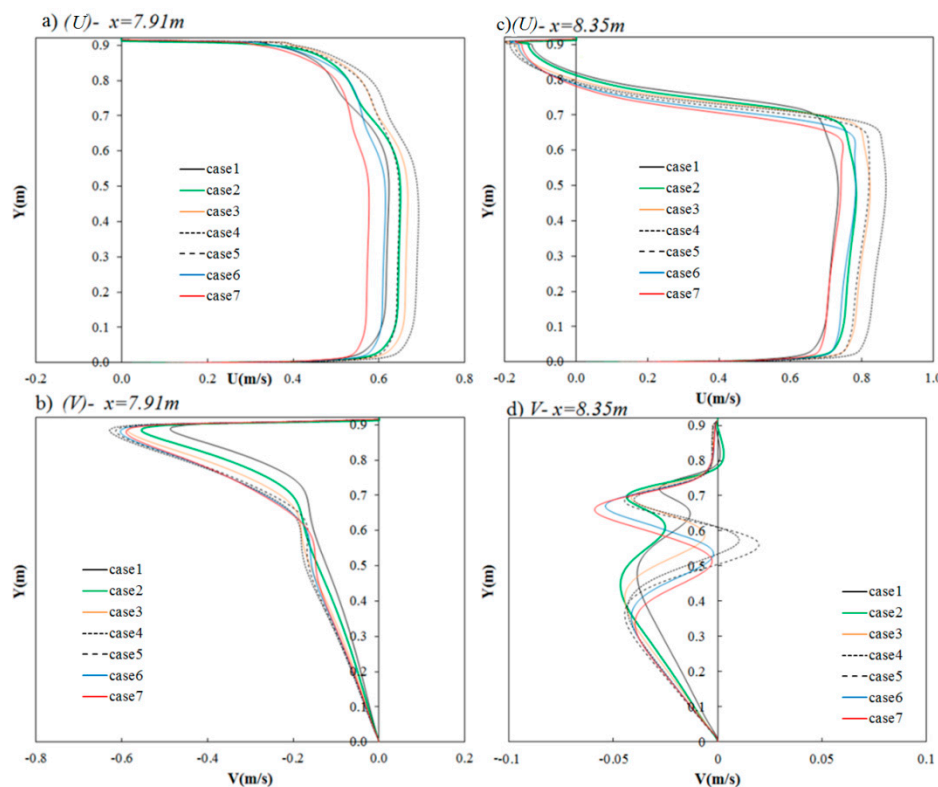 a) (U)- x=7.91m
Y(m)
0.9
0.8
0.7
0.6
0.5
0.4
0.3
0.2
0.1
0.0
case1
case2
case3
case4
case5
case6
case7
-0.2
0.0
0.2
0.4
0.6
0.8
U(m/s)
c)(U)- x=8.35m
Y(m)
0.9
0.8
0.7
0.6
0.5
0.4
0.3
0.2
0.1
0.0
case1
case2
case3
case4
case5
case6
case7
-0.2
0.0
0.2
0.4
0.6
0.8
1.0
U(m/s)
b) (V)- x=7.91m
Y(m)
0.9
0.8
0.7
0.6
0.5
0.4
0.3
0.2
0.1
0.0
case1
case2
case3
case4
case5
case6
case7
-0.8
-0.6
-0.4
-0.2
0.0
V(m/s)
d) V- x=8.35m
Y(m)
0.9
0.8
0.7
0.6
0.5
0.4
0.3
0.2
0.1
0.0
case1
case2
case3
case4
case5
case6
case7
--0.1
-0.05
0
0.05
0.1
V(m/s)